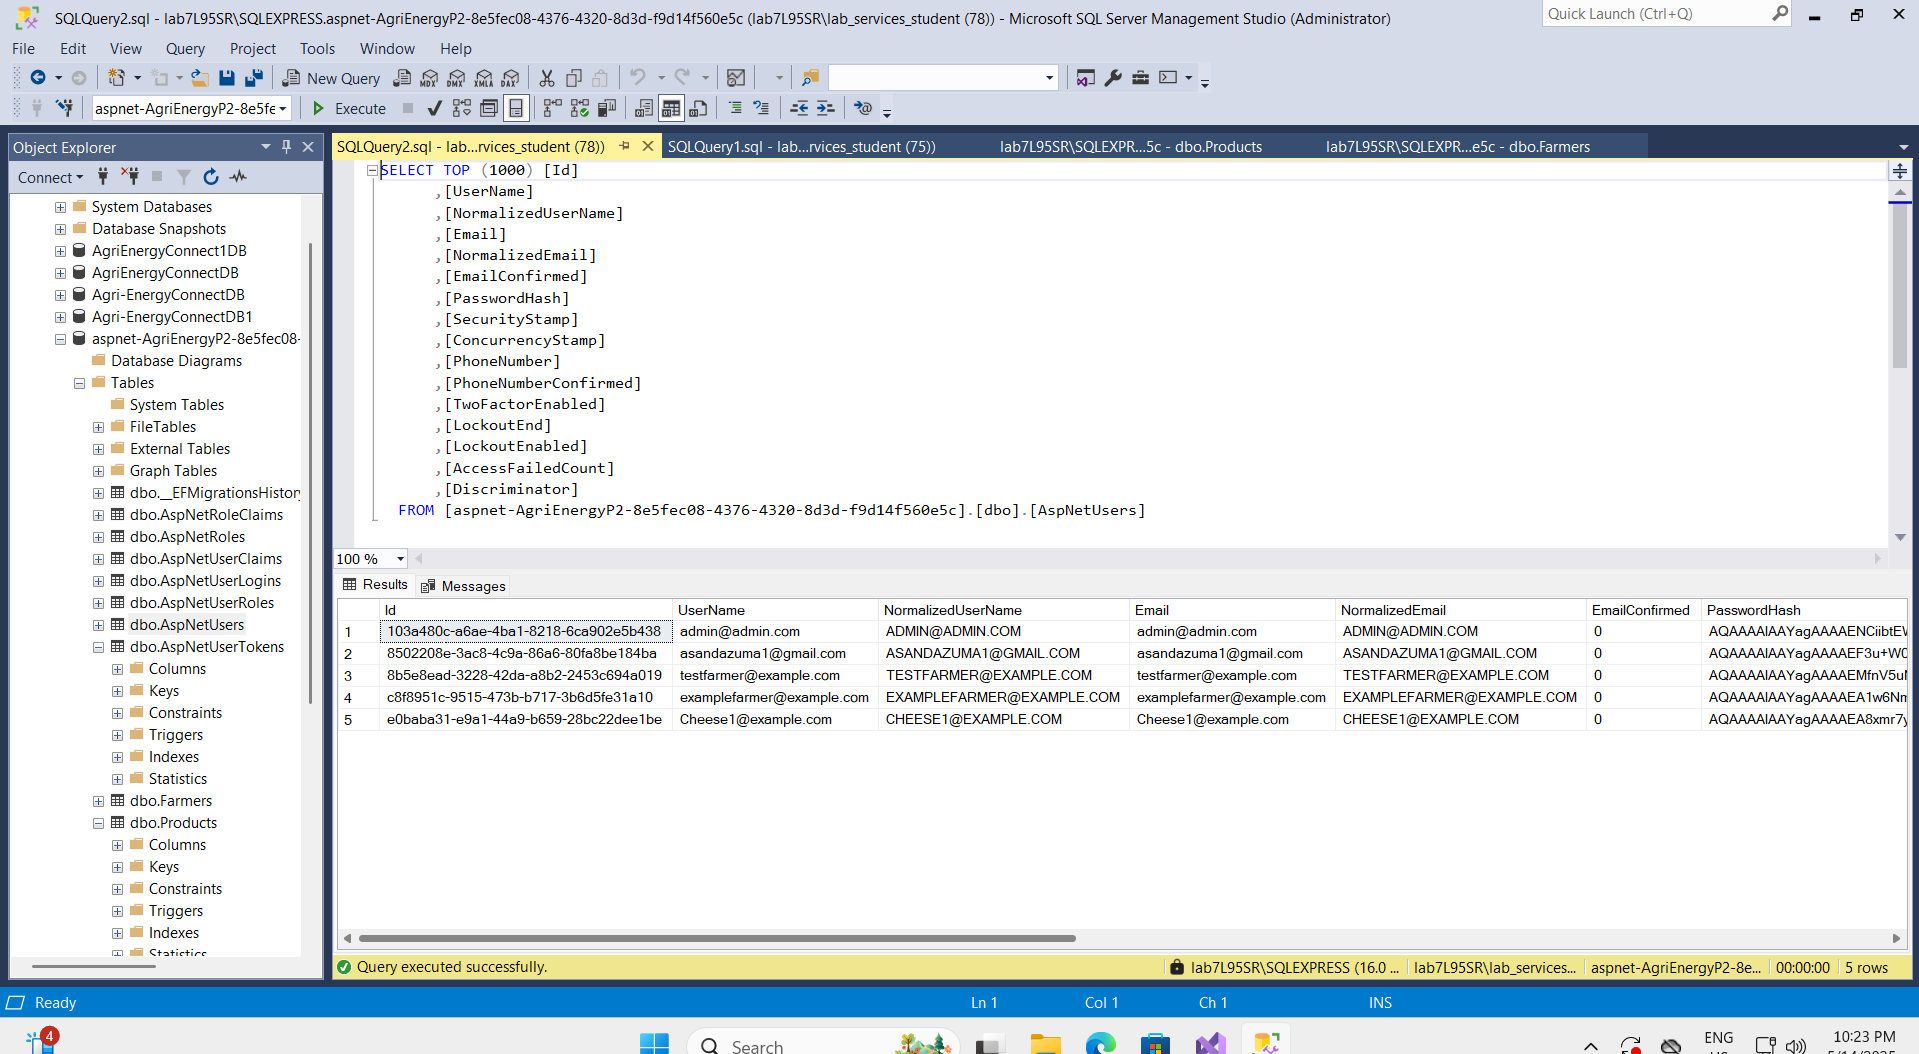 SQLQuery2.sql - lab7L95SR\SQLEXPRESS.aspnet-AgriEnergyP2-8e5fec08-4376-4320-8d3d-f9d14f560e5c (lab7L95SR\lab_services_student (78)) - Microsoft SQL Server Management Studio (Administrator)
Quick Launch (Ctrl+Q)
File Edit View Query Project Tools Window Help
New Query MDX DMX XMLA DAX
aspnet-AgriEnergyP2-8e5fe Execute
Object Explorer
Connect
System Databases
Database Snapshots
AgriEnergyConnect1DB
AgriEnergyConnectDB
Agri-EnergyConnectDB
Agri-EnergyConnectDB1
aspnet-AgriEnergyP2-8e5fec08-
Database Diagrams
Tables
System Tables
FileTables
External Tables
Graph Tables
dbo.__EFMigrationsHistory
dbo.AspNetRoleClaims
dbo.AspNetRoles
dbo.AspNetUserClaims
dbo.AspNetUserLogins
dbo.AspNetUserRoles
dbo.AspNetUsers
dbo.AspNetUserTokens
Columns
Keys
Constraints
Triggers
Indexes
Statistics
dbo.Farmers
dbo.Products
Columns
Keys
Constraints
Triggers
Indexes
Statistics
SQLQuery2.sql - lab...rvices_student (78)) SQLQuery1.sql - lab...rvices_student (75)) lab7L95SR\SQLEXPR...5c - dbo.Products lab7L95SR\SQLEXPR...e5c - dbo.Farmers
SELECT TOP (1000) [Id]
,[UserName]
,[NormalizedUserName]
,[Email]
,[NormalizedEmail]
,[EmailConfirmed]
,[PasswordHash]
,[SecurityStamp]
,[ConcurrencyStamp]
,[PhoneNumber]
,[PhoneNumberConfirmed]
,[TwoFactorEnabled]
,[LockoutEnd]
,[LockoutEnabled]
,[AccessFailedCount]
,[Discriminator]
FROM [aspnet-AgriEnergyP2-8e5fec08-4376-4320-8d3d-f9d14f560e5c].[dbo].[AspNetUsers]
100 %
Results Messages
Id UserName NormalizedUserName Email NormalizedEmail EmailConfirmed PasswordHash
1 103a480c-a6ae-4ba1-8218-6ca902e5b438 admin@admin.com ADMIN@ADMIN.COM admin@admin.com ADMIN@ADMIN.COM 0 AQAAAAIAAYagAAAAENCiibtEW
2 8502208e-3ac8-4c9a-86a6-80fa8be184ba asandazuma1@gmail.com ASANDAZUMA1@GMAIL.COM asandazuma1@gmail.com ASANDAZUMA1@GMAIL.COM 0 AQAAAAIAAYagAAAAEF3u+W0
3 8b5e8ead-3228-42da-a8b2-2453c694a019 testfarmer@example.com TESTFARMER@EXAMPLE.COM testfarmer@example.com TESTFARMER@EXAMPLE.COM 0 AQAAAAIAAYagAAAAEMfnV5u
4 c8f8951c-9515-473b-b717-3b6d5fe31a10 examplefarmer@example.com EXAMPLEFARMER@EXAMPLE.COM examplefarmer@example.com EXAMPLEFARMER@EXAMPLE.COM 0 AQAAAAIAAYagAAAAEA1w6Nm
5 e0baba31-e9a1-44a9-b659-28bc22dee1be Cheese1@example.com CHEESE1@EXAMPLE.COM Cheese1@example.com CHEESE1@EXAMPLE.COM 0 AQAAAAIAAYagAAAAEA8xmr7y
Query executed successfully. lab7L95SR\SQLEXPRESS (16.0 ... lab7L95SR\lab_services... aspnet-AgriEnergyP2-8e... 00:00:00 5 rows
Ready Ln 1 Col 1 Ch 1 INS
4 Search ENG 10:23 PM